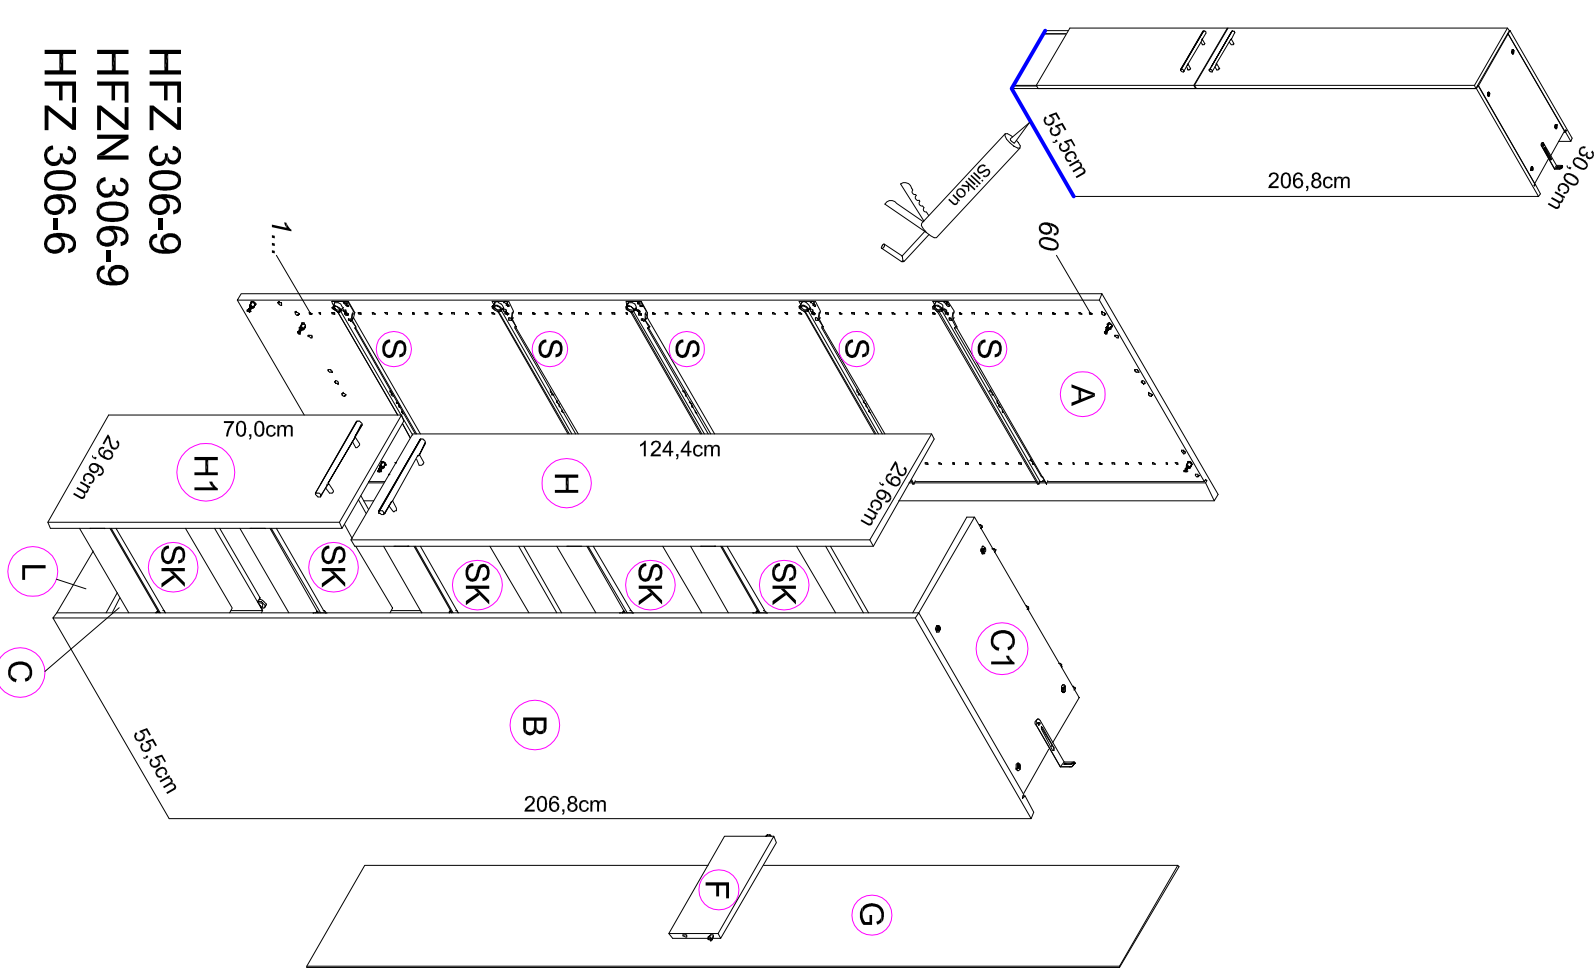 HFZ 306-9
HFZN 306-9
HFZ 306-6
30,0cm
206,8cm
55,5cm
Silikon
60
1....
A
S
S
S
S
S
H
124,4cm
29,6cm
H1
70,0cm
29,6cm
SK
SK
SK
SK
SK
L
C
C1
B
206,8cm
55,5cm
F
G